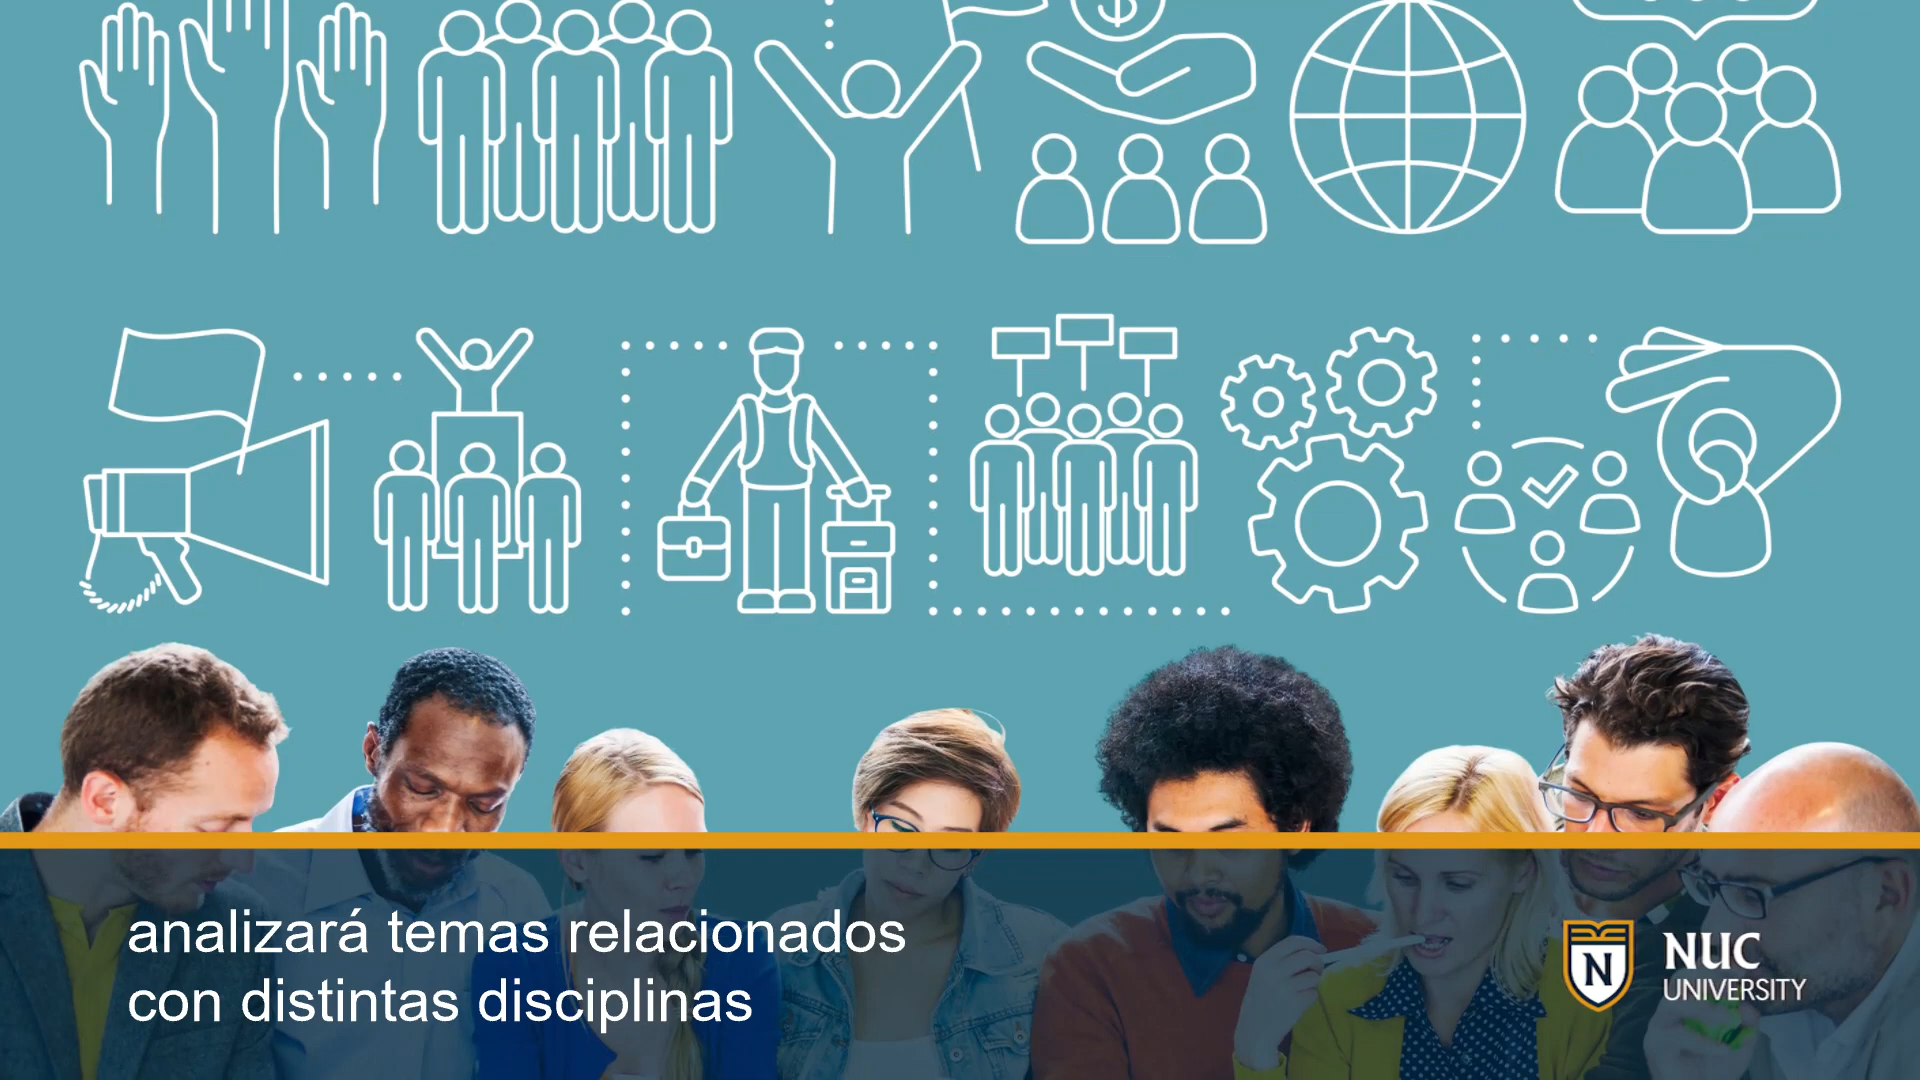 analizará temas relacionados
con distintas disciplinas
N
NUC
UNIVERSITY